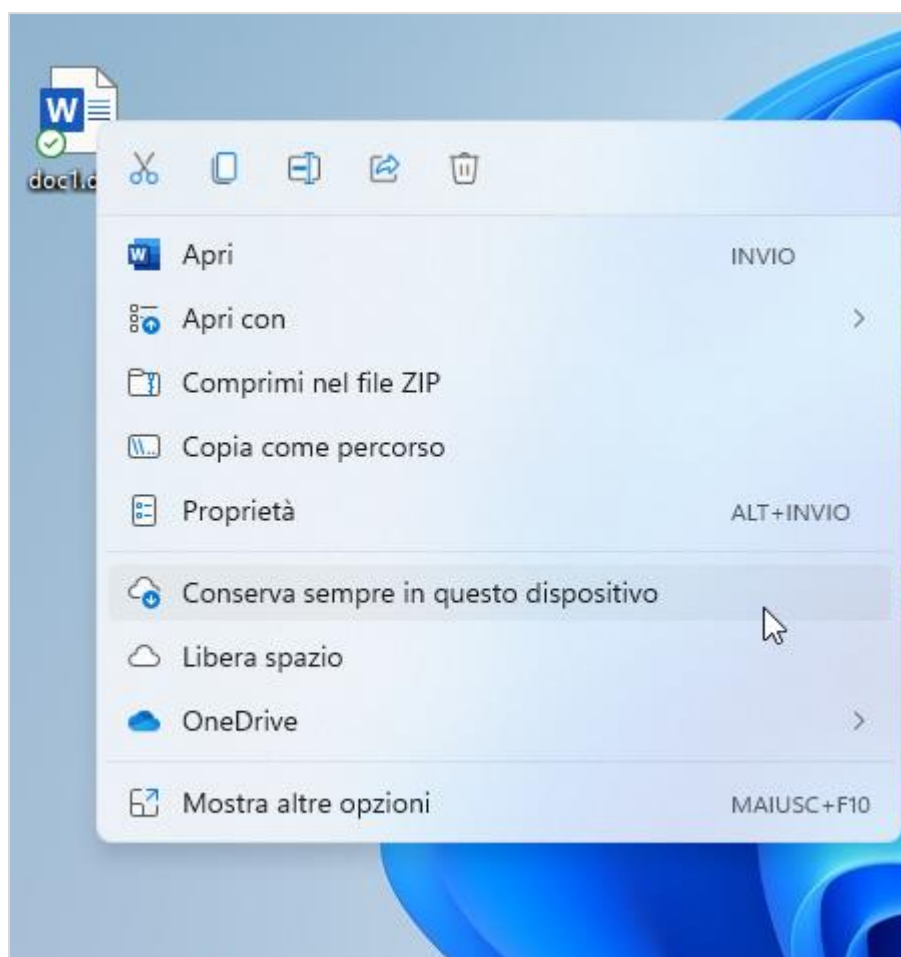 W
doc1.d
Apri INVIO
Apri con
Comprimi nel file ZIP
Copia come percorso
Proprietà ALT+INVIO
Conserva sempre in questo dispositivo
Libera spazio
OneDrive
Mostra altre opzioni MAIUSC+F10